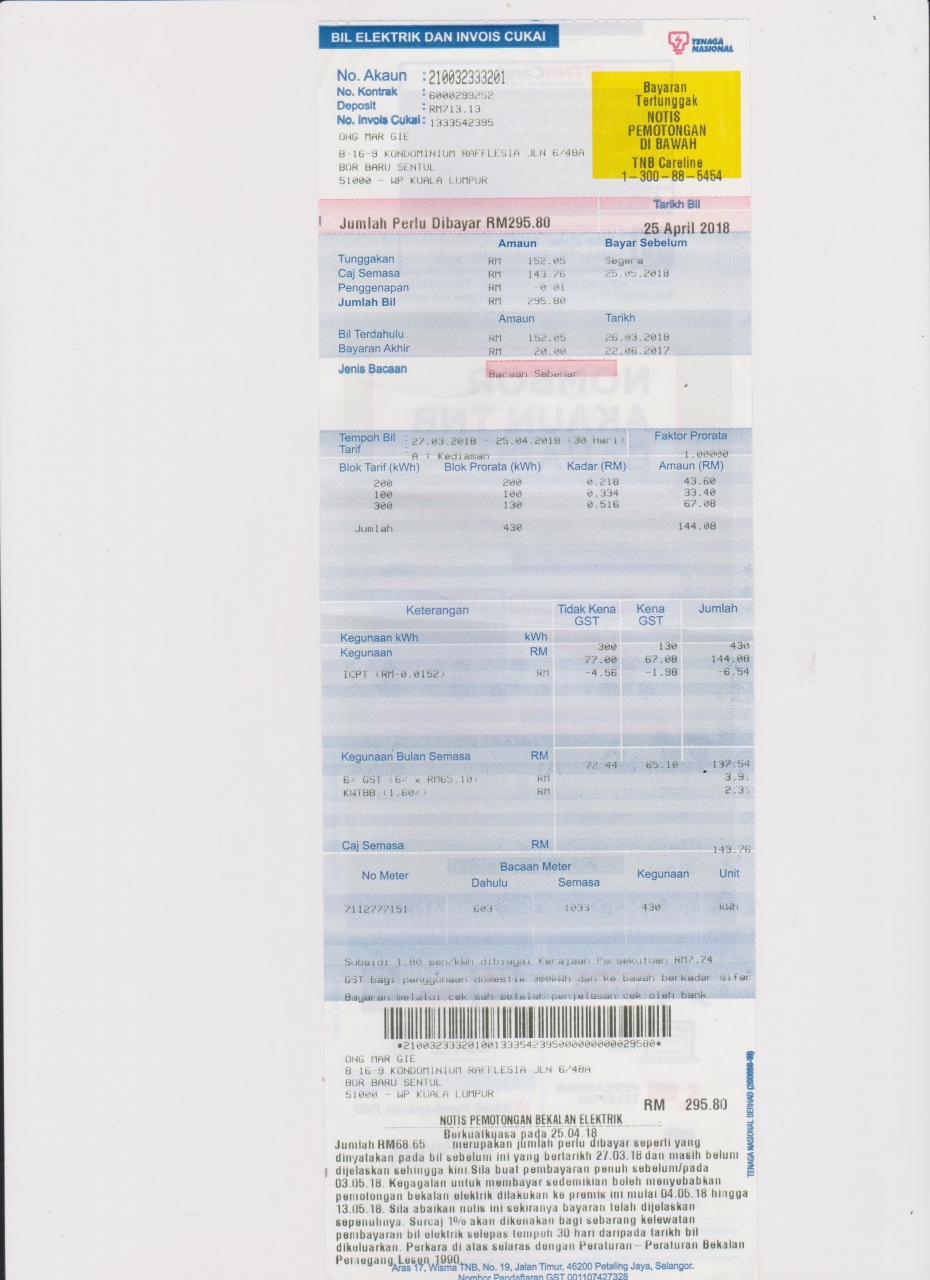 BIL ELEKTRIK DAN INVOIS CUKAI
TENAGA NASIONAL
No. Akaun : 210032333201
No. Kontrak : 6000299252
Deposit : RM713.13
No. Invois Cukai : 1333542395
ONG MAR GIE
B-16-9 KONDOMINIUM RAFFLESIA JLN 6/48A
BDR BARU SENTUL
51000 - WP KUALA LUMPUR
Bayaran
Tertunggak
NOTIS
PEMOTONGAN
DI BAWAH
TNB Careline
1-300-88-5454
Tarikh Bil
Jumlah Perlu Dibayar RM295.80 25 April 2018
Amaun Bayar Sebelum
Tunggakan RM 152.05 Segera
Caj Semasa RM 143.76 25.05.2018
Penggenapan RM -0.01
Jumlah Bil RM 295.80
Amaun Tarikh
Bil Terdahulu RM 152.05 26.03.2018
Bayaran Akhir RM 20.00 22.06.2017
Jenis Bacaan Bacaan Sebenar
Tempoh Bil : 27.03.2018 - 25.04.2018 (30 Hari) Faktor Prorata
Tarif : A : Kediaman 1.00000
Blok Tarif (kWh) Blok Prorata (kWh) Kadar (RM) Amaun (RM)
200 200 0.218 43.60
100 100 0.334 33.40
300 130 0.516 67.08
Jumlah 430 144.08
Keterangan Tidak Kena GST Kena GST Jumlah
Kegunaan kWh kWh 300 130 430
Kegunaan RM 77.00 67.08 144.08
ICPT (RM-0.0152) RM -4.56 -1.98 -6.54
Kegunaan Bulan Semasa RM 72.44 65.10 137.54
6% GST (6% x RM65.10) RM 3.91
KWTBB (1.60%) RM 2.31
Caj Semasa RM 143.76
No Meter Bacaan Meter Kegunaan Unit
Dahulu Semasa
7112777151 603 1033 430 kWh
Subsidi 1.80 sen/kWh dibiayai Kerajaan Persekutuan RM7.74
GST bagi penggunaan domestik 300kWh dan ke bawah berkadar sifar
Bayaran melalui cek sah setelah penjelasan cek oleh bank
ONG MAR GIE
B-16-9 KONDOMINIUM RAFFLESIA JLN 6/48A
BDR BARU SENTUL
51000 - WP KUALA LUMPUR
RM 295.80
NOTIS PEMOTONGAN BEKALAN ELEKTRIK
Berkuatkuasa pada 25.04.18
Jumlah RM68.65 merupakan jumlah perlu dibayar seperti yang
dinyatakan pada bil sebelum ini yang bertarikh 27.03.18 dan masih belum
dijelaskan sehingga kini.Sila buat pembayaran penuh sebelum/pada
03.05.18. Kegagalan untuk membayar sedemikian boleh menyebabkan
pemotongan bekalan elektrik dilakukan ke premis ini mulai 04.05.18 hingga
13.05.18. Sila abaikan notis ini sekiranya bayaran telah dijelaskan
sepenuhnya. Surcaj 1% akan dikenakan bagi sebarang kelewatan
pembayaran bil elektrik selepas tempoh 30 hari daripada tarikh bil
dikeluarkan. Perkara di atas selaras dengan Peraturan-Peraturan Bekalan
Pemegang Lesen 1990.
Aras 17, Wisma TNB, No. 19, Jalan Timur, 46200 Petaling Jaya, Selangor.
Nombor Pendaftaran GST 001107427328